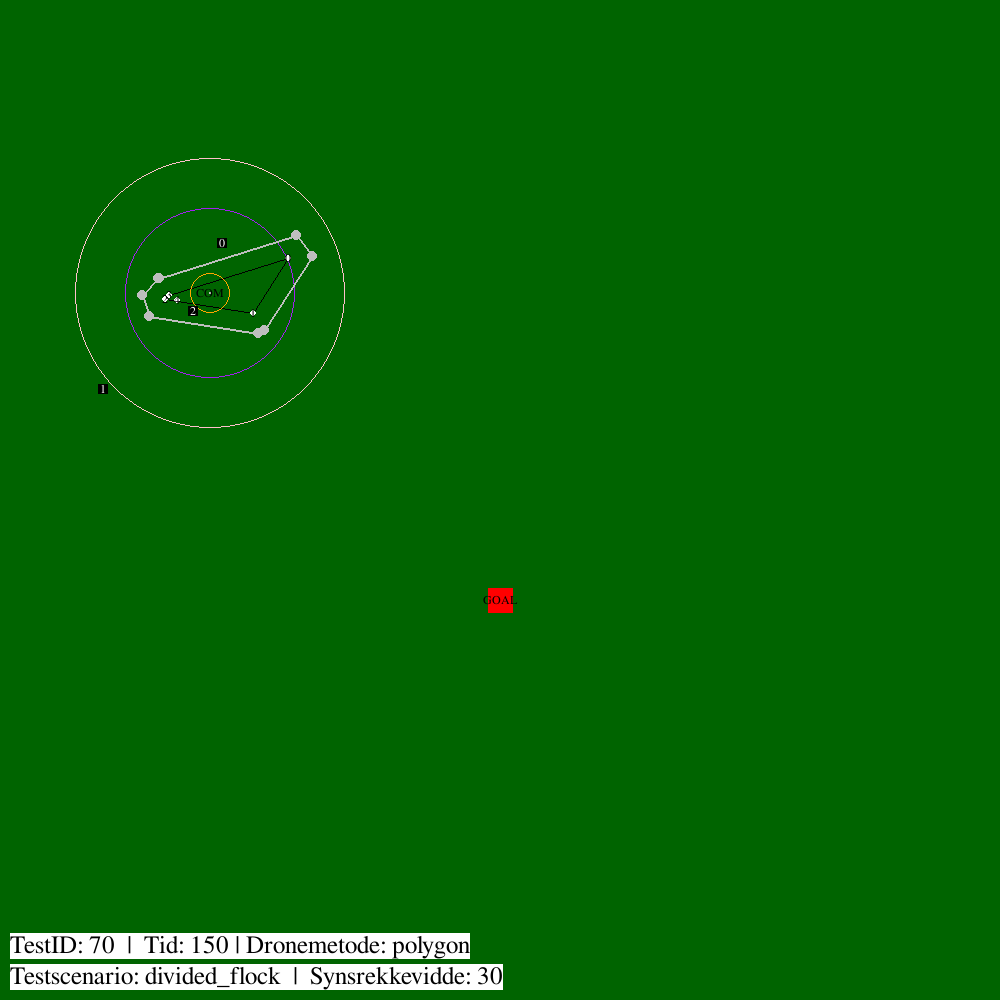 0
COM
2
1
GOAL
TestID: 70 | Tid: 150 | Dronemetode: polygon
Testscenario: divided_flock | Synsrekkevidde: 30